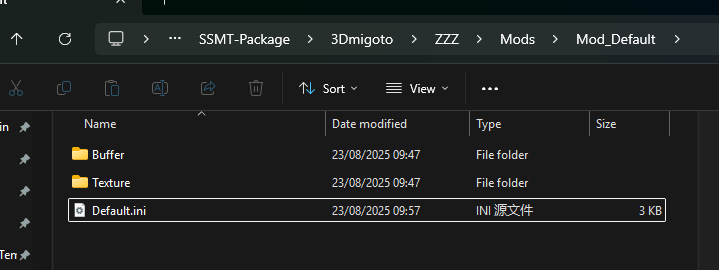 ··· SSMT-Package > 3Dmigoto > ZZZ > Mods > Mod_Default >
Sort View ···
Name Date modified Type Size
Buffer 23/08/2025 09:47 File folder
Texture 23/08/2025 09:47 File folder
Default.ini 23/08/2025 09:57 INI 源文件 3 KB